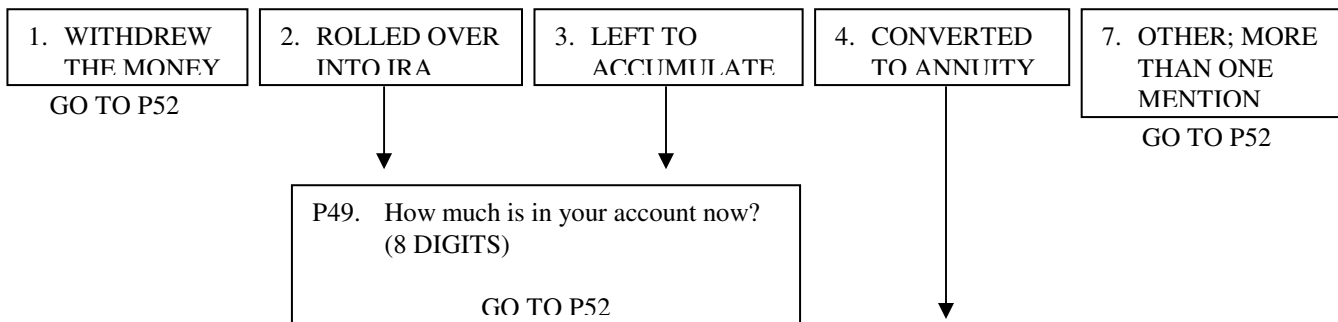 1. WITHDREW
THE MONEY
GO TO P52
2. ROLLED OVER
INTO IRA
3. LEFT TO
ACCUMULATE
4. CONVERTED
TO ANNUITY
7. OTHER; MORE
THAN ONE
MENTION
GO TO P52
P49. How much is in your account now?
(8 DIGITS)
GO TO P52